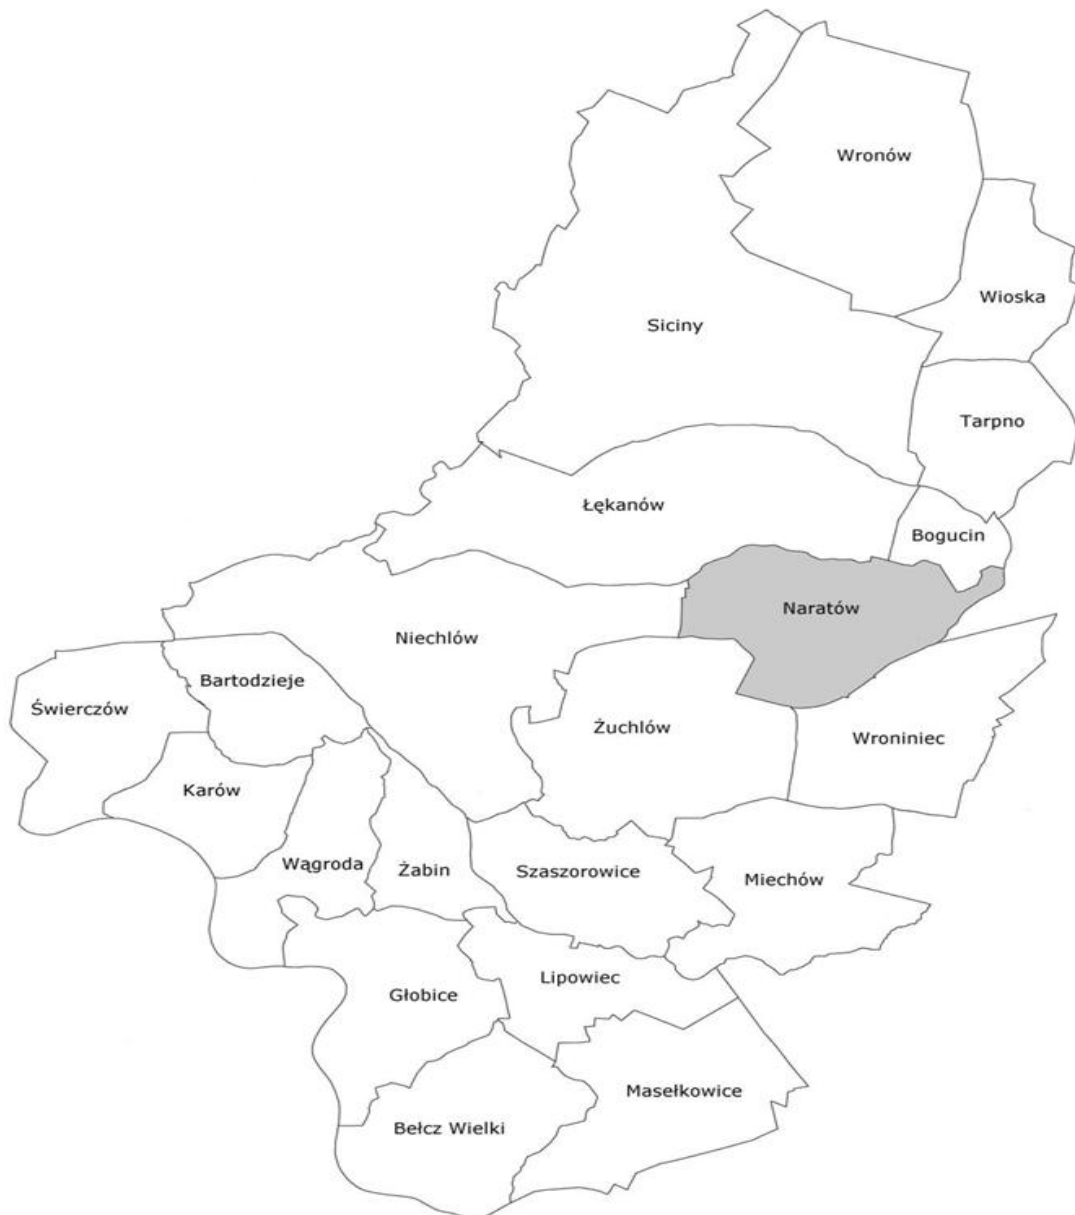 Wronów
Wioska
Siciny
Tarpno
Łękanów
Bogucin
Naratów
Niechlów
Bartodzieje
Świerczów
Żuchlów
Wroniniec
Karów
Wągroda
Żabin
Szaszorowice
Miechów
Lipowiec
Głobice
Masełkowice
Bełcz Wielki